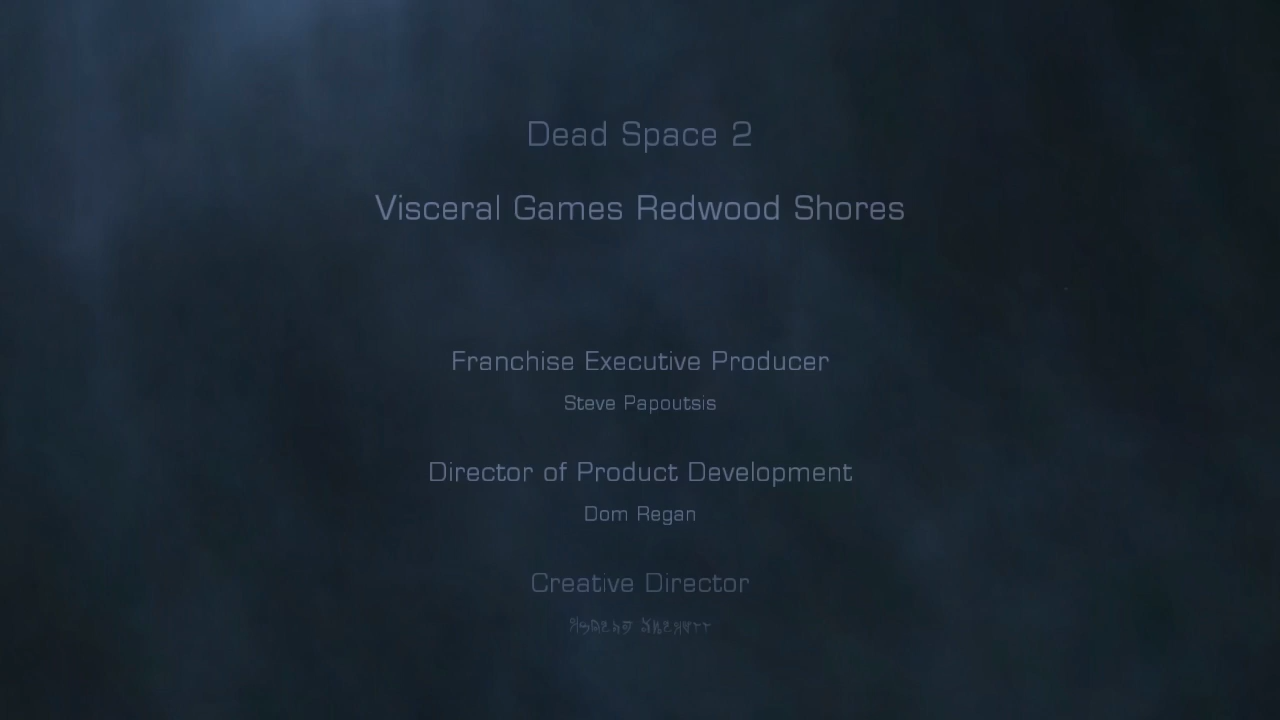 Dead Space 2
Visceral Games Redwood Shores
Franchise Executive Producer
Steve Papoutsis
Director of Product Development
Dom Regan
Creative Director